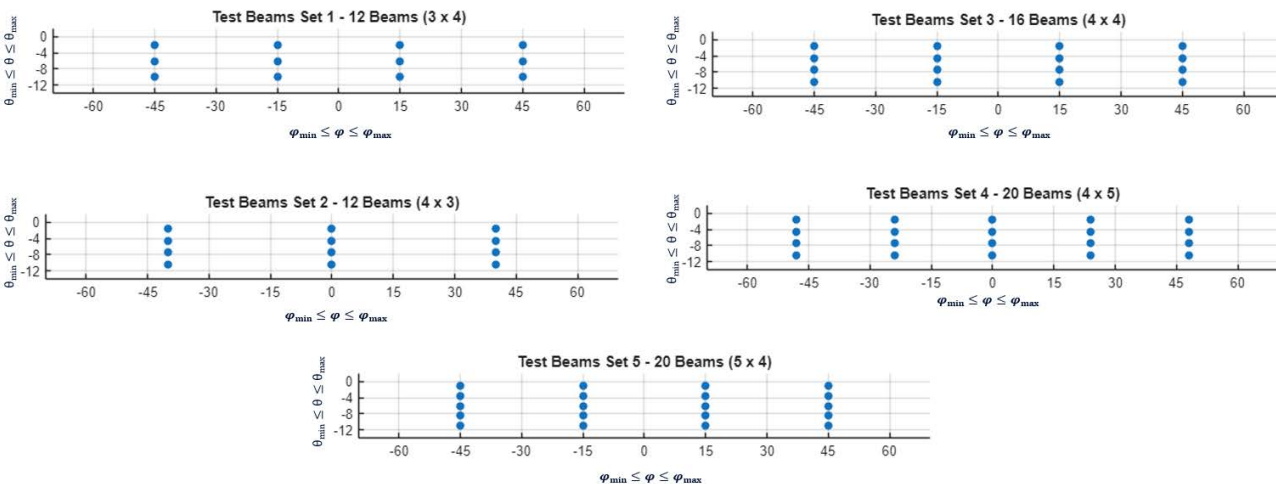 Test Beams Set 1 - 12 Beams (3 x 4)
θmin ≤ θ ≤ θmax
0
-4
-8
-12
-60 -45 -30 -15 0 15 30 45 60
φmin ≤ φ ≤ φmax
Test Beams Set 3 - 16 Beams (4 x 4)
θmin ≤ θ ≤ θmax
0
-4
-8
-12
-60 -45 -30 -15 0 15 30 45 60
φmin ≤ φ ≤ φmax
Test Beams Set 2 - 12 Beams (4 x 3)
θmin ≤ θ ≤ θmax
0
-4
-8
-12
-60 -45 -30 -15 0 15 30 45 60
φmin ≤ φ ≤ φmax
Test Beams Set 4 - 20 Beams (4 x 5)
θmin ≤ θ ≤ θmax
0
-4
-8
-12
-60 -45 -30 -15 0 15 30 45 60
φmin ≤ φ ≤ φmax
Test Beams Set 5 - 20 Beams (5 x 4)
θmin ≤ θ ≤ θmax
0
-4
-8
-12
-60 -45 -30 -15 0 15 30 45 60
φmin ≤ φ ≤ φmax